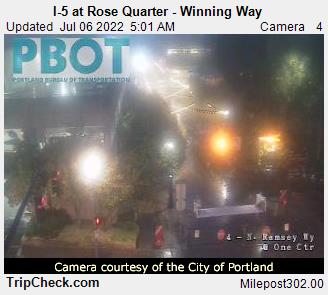 I-5 at Rose Quarter - Winning Way
Updated Jul 06 2022 5:01 AM Camera 4
PBOT
PORTLAND BUREAU OF TRANSPORTATION
4 - N. Ramsey Wy
@ One Ctr
Camera courtesy of the City of Portland
TripCheck.com Milepost302.00